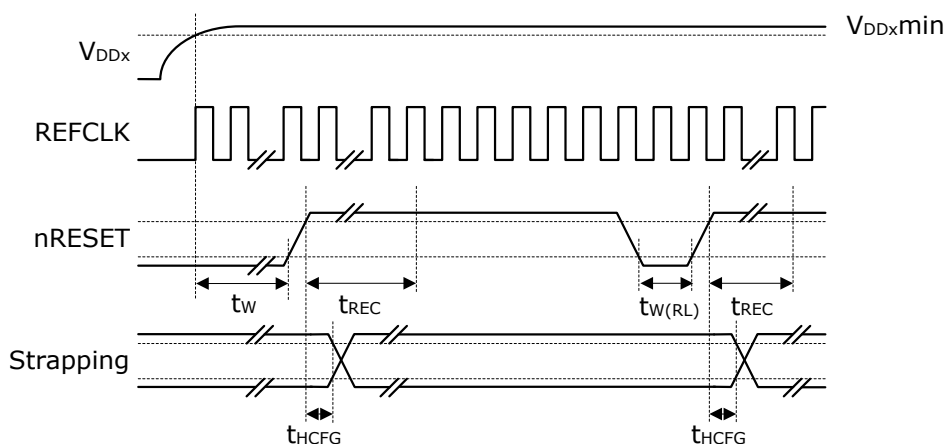 VDDxmin
VDDx
REFCLK
nRESET
tW
tREC
tW(RL)
tREC
Strapping
tHCFG
tHCFG